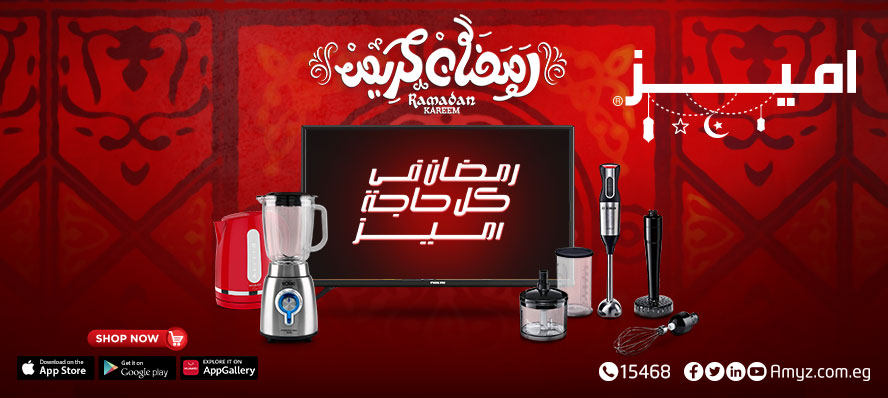 رمضان كريم
Ramadan
KAREEM
اميز
®
رمضان فى
كل حاجة
اميز
SHOP NOW
Download on the
App Store
Get it on
Google play
EXPLORE IT ON
AppGallery
15468
Amyz.com.eg